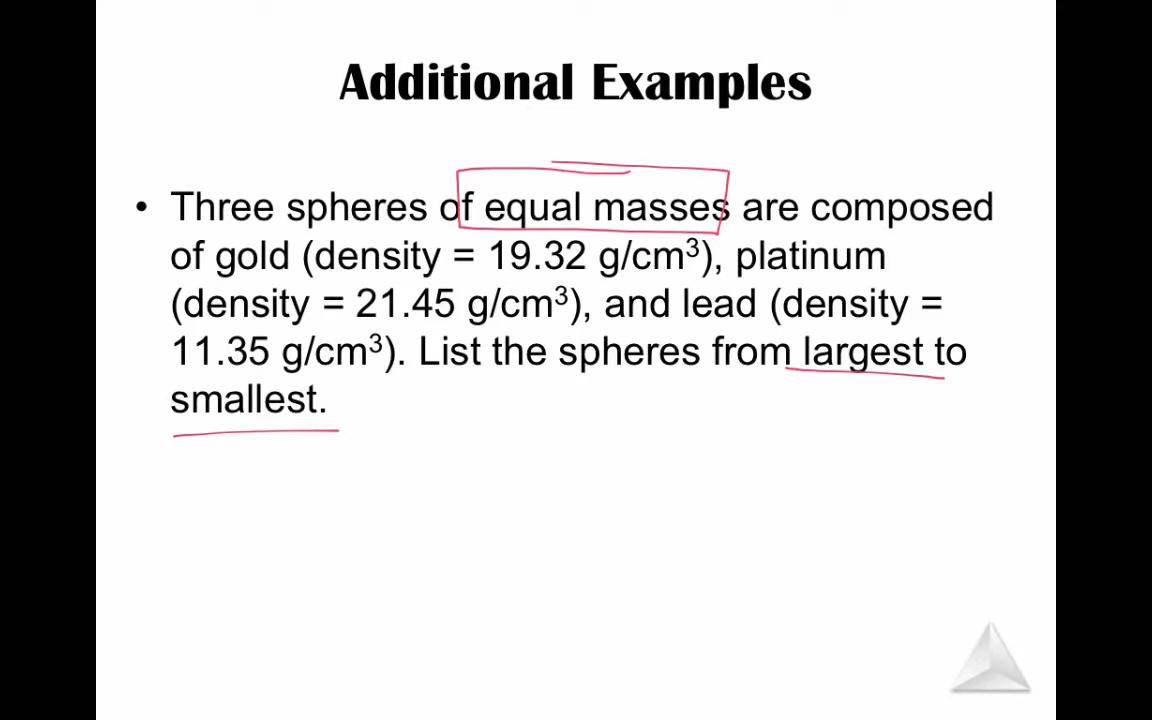 Additional Examples
• Three spheres of equal masses are composed
of gold (density = 19.32 g/cm³), platinum
(density = 21.45 g/cm³), and lead (density =
11.35 g/cm³). List the spheres from largest to
smallest.